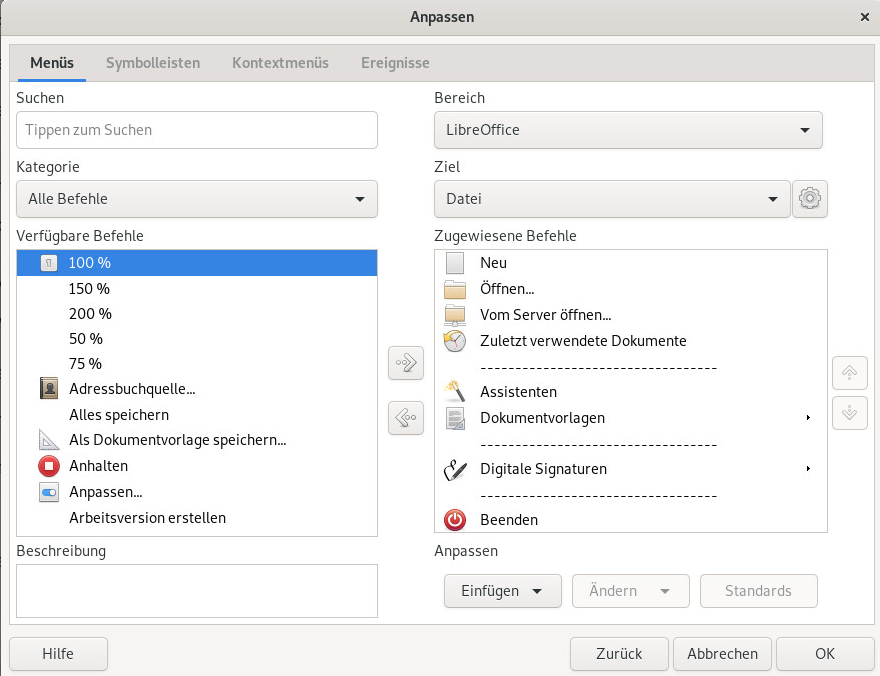 Anpassen
Menüs Symbolleisten Kontextmenüs Ereignisse
Suchen
Tippen zum Suchen
Kategorie
Alle Befehle
Verfügbare Befehle
100 %
150 %
200 %
50 %
75 %
Adressbuchquelle...
Alles speichern
Als Dokumentvorlage speichern...
Anhalten
Anpassen...
Arbeitsversion erstellen
Beschreibung
Bereich
LibreOffice
Ziel
Datei
Zugewiesene Befehle
Neu
Öffnen...
Vom Server öffnen...
Zuletzt verwendete Dokumente
----------------------------------
Assistenten
Dokumentvorlagen
----------------------------------
Digitale Signaturen
----------------------------------
Beenden
Anpassen
Einfügen Ändern Standards
Hilfe Zurück Abbrechen OK